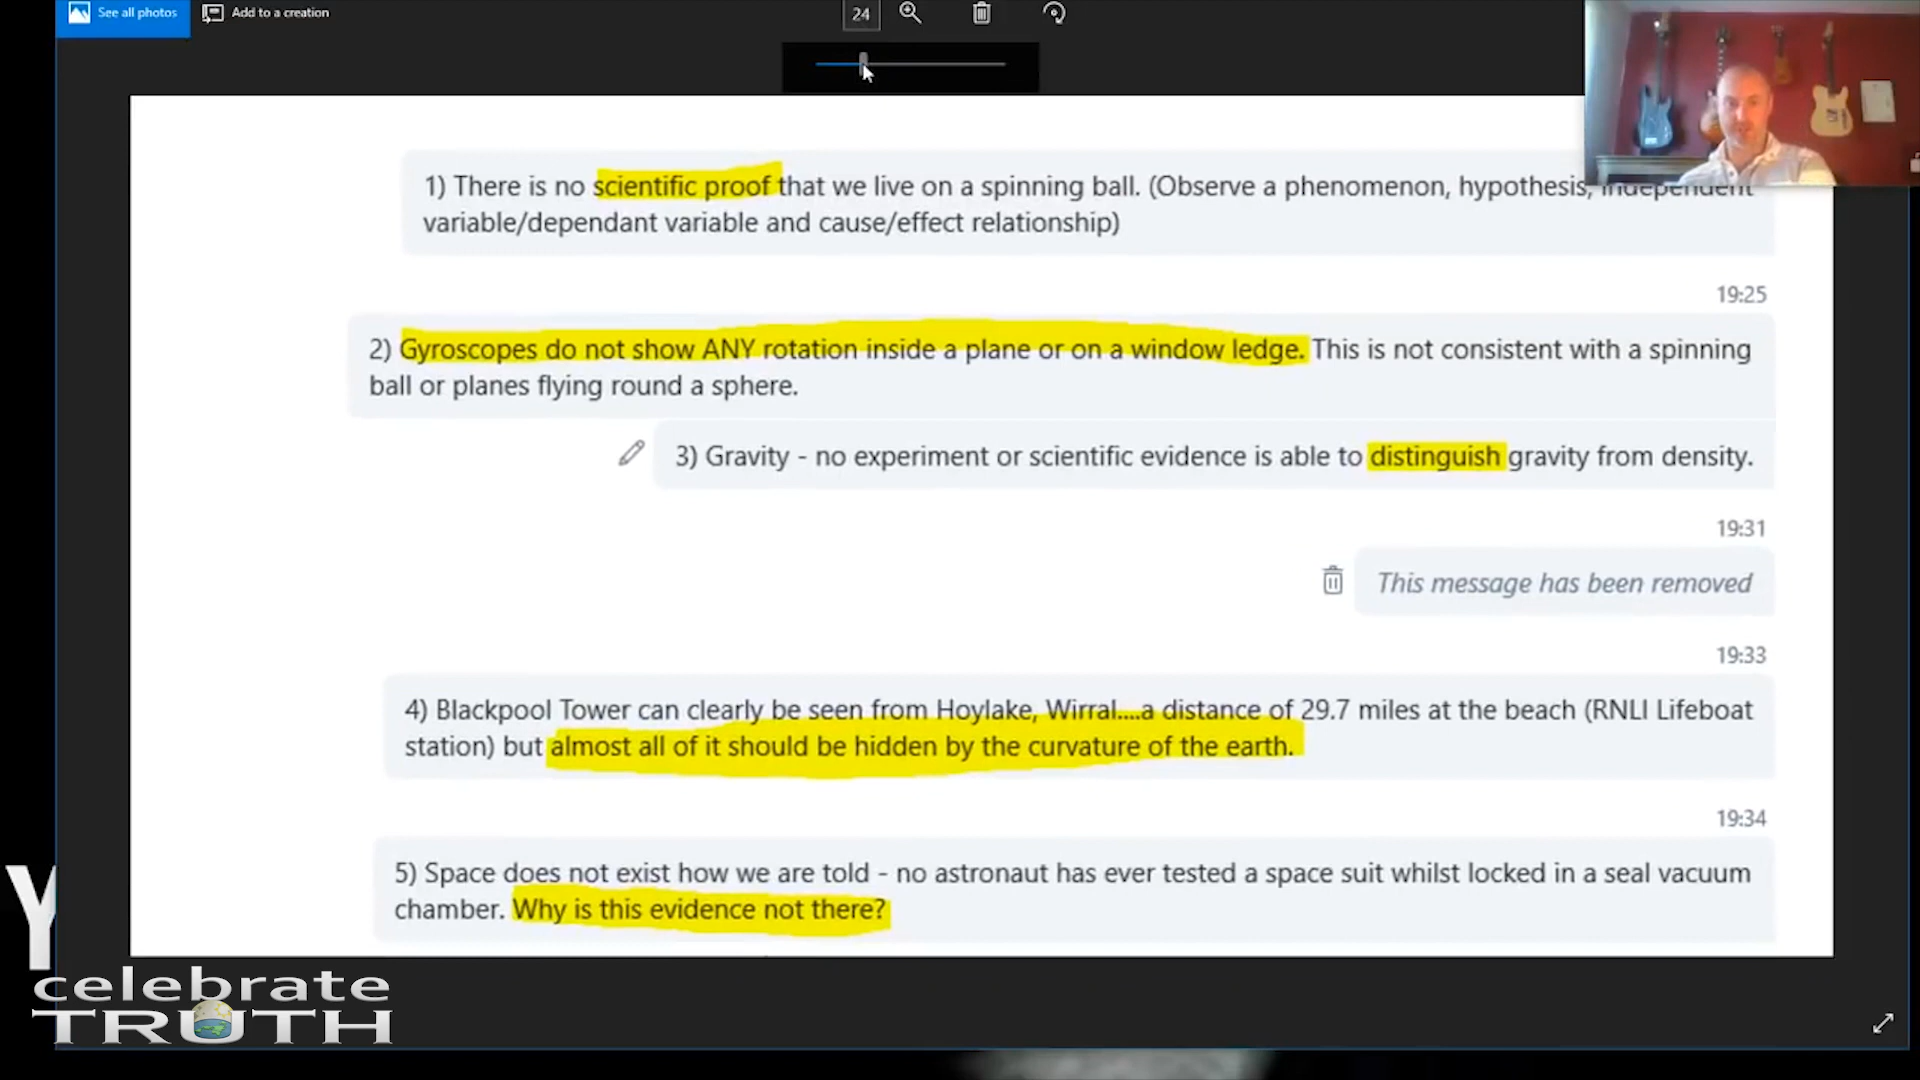 See all photos
Add to a creation
24
1) There is no scientific proof that we live on a spinning ball. (Observe a phenomenon, hypothesis, independent
variable/dependant variable and cause/effect relationship)
19:25
2) Gyroscopes do not show ANY rotation inside a plane or on a window ledge. This is not consistent with a spinning
ball or planes flying round a sphere.
3) Gravity - no experiment or scientific evidence is able to distinguish gravity from density.
19:31
This message has been removed
19:33
4) Blackpool Tower can clearly be seen from Hoylake, Wirral....a distance of 29.7 miles at the beach (RNLI Lifeboat
station) but almost all of it should be hidden by the curvature of the earth.
19:34
5) Space does not exist how we are told - no astronaut has ever tested a space suit whilst locked in a seal vacuum
chamber. Why is this evidence not there?
Y
celebrate
TRUTH